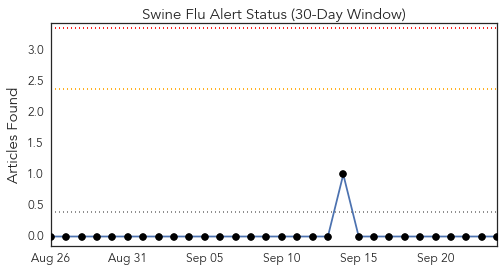 Swine Flu Alert Status (30-Day Window)
Articles Found
3.0
2.5
2.0
1.5
1.0
0.5
0.0
Aug 26 Aug 31 Sep 05 Sep 10 Sep 15 Sep 20